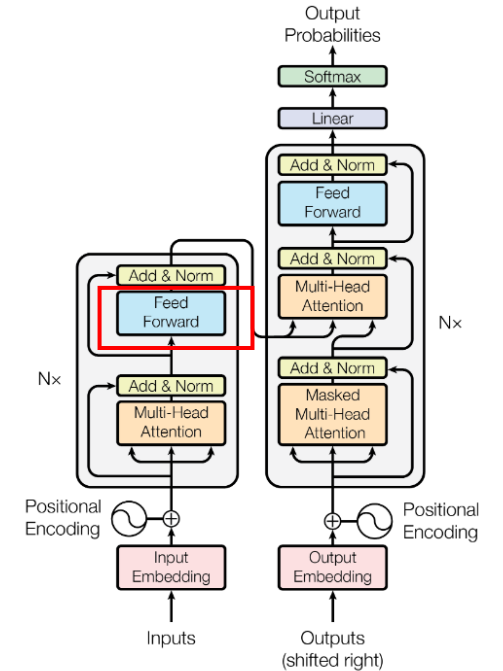 Output
Probabilities
Softmax
Linear
Add & Norm
Feed
Forward
Add & Norm
Multi-Head
Attention
Add & Norm
Masked
Multi-Head
Attention
Nx
Add & Norm
Feed
Forward
Add & Norm
Multi-Head
Attention
Nx
Positional
Encoding
Positional
Encoding
Input
Embedding
Output
Embedding
Inputs
Outputs
(shifted right)